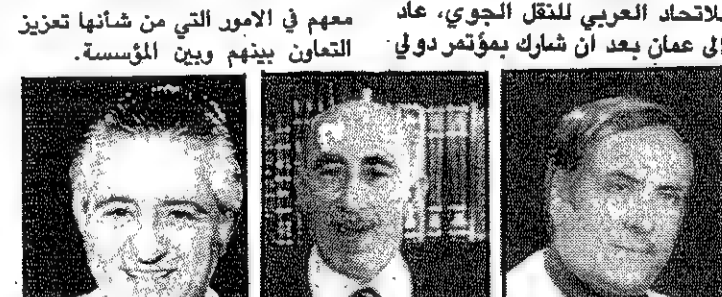 للاتحاد العربي للنقل الجوي، عاد
الى عمان بعد ان شارك بمؤتمر دولي
معهم في الامور التي من شأنها تعزيز
التعاون بينهم وبين المؤسسة.